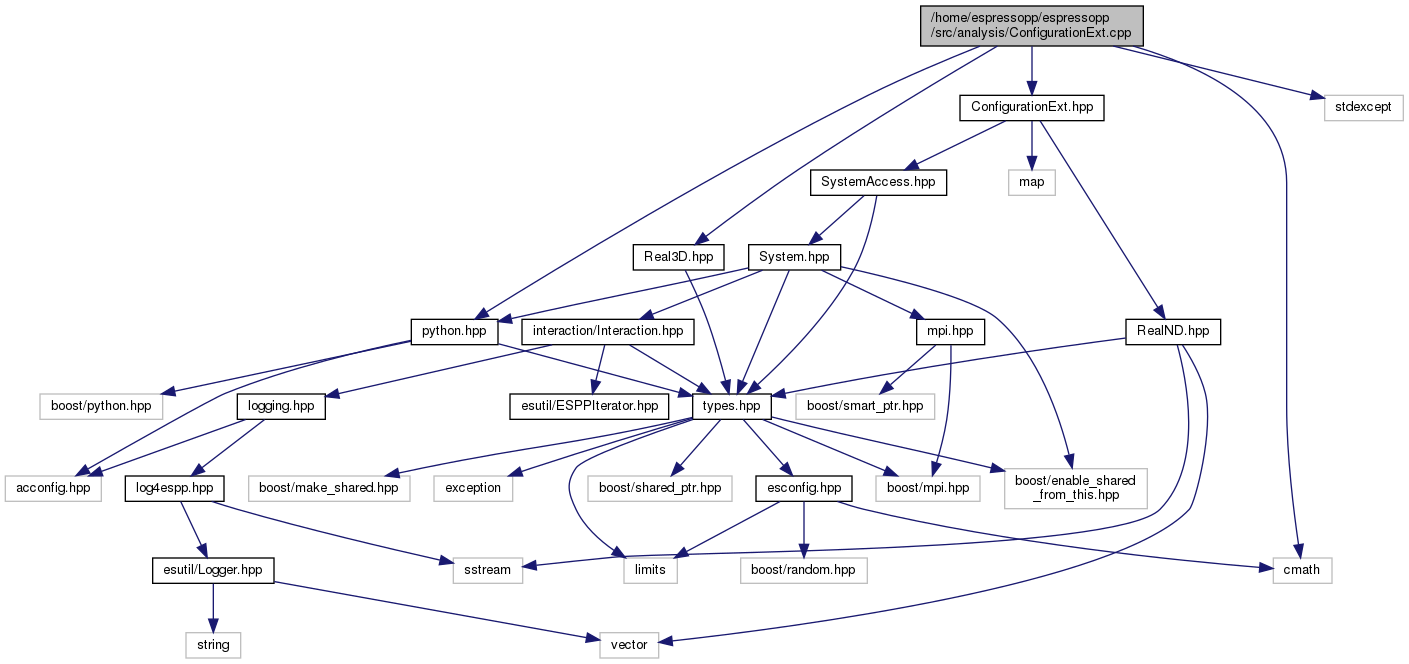 /home/espressopp/espressopp
/src/analysis/ConfigurationExt.cpp
ConfigurationExt.hpp
stdexcept
SystemAccess.hpp
map
Real3D.hpp
System.hpp
python.hpp
interaction/Interaction.hpp
mpi.hpp
RealND.hpp
boost/python.hpp
logging.hpp
esutil/ESPPIterator.hpp
types.hpp
boost/smart_ptr.hpp
acconfig.hpp
log4espp.hpp
boost/make_shared.hpp
exception
boost/shared_ptr.hpp
esconfig.hpp
boost/mpi.hpp
boost/enable_shared
_from_this.hpp
esutil/Logger.hpp
sstream
limits
boost/random.hpp
cmath
string
vector